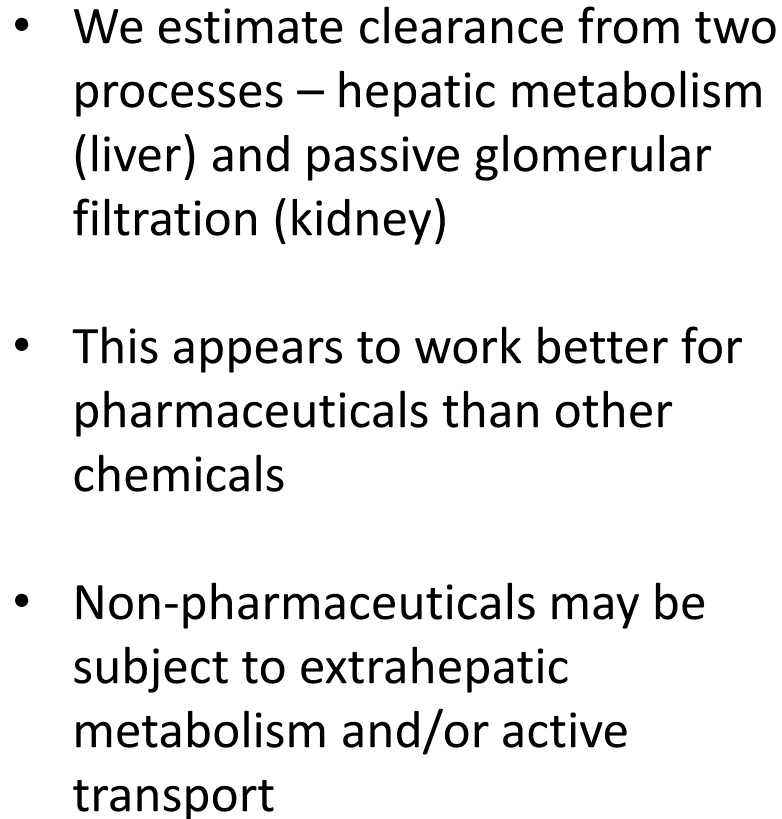 • We estimate clearance from two
processes – hepatic metabolism
(liver) and passive glomerular
filtration (kidney)
• This appears to work better for
pharmaceuticals than other
chemicals
• Non-pharmaceuticals may be
subject to extrahepatic
metabolism and/or active
transport